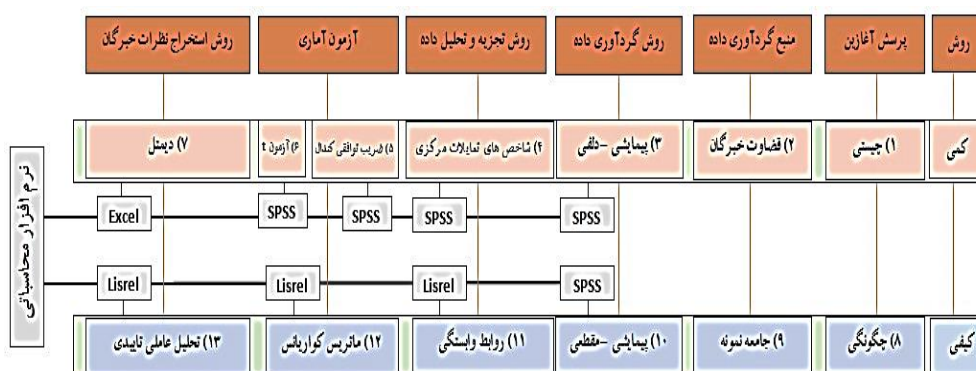 روش
پرسش آغازین
منبع گردآوری داده
روش گردآوری داده
روش تجزیه و تحلیل داده
آزمون آماری
روش استخراج نظرات خبرگان
کمی
۱) چیستی
۲) قضاوت خبرگان
۳) پیمایشی -دلفی
۴) شاخص های تمایلات مرکزی
۵) ضریب توافقی کندال
۶) آزمون t
۷) دیمتل
نرم افزار محاسباتی
SPSS
SPSS
SPSS
SPSS
Excel
SPSS
Lisrel
Lisrel
Lisrel
کیفی
۸) چگونگی
۹) جامعه نمونه
۱۰) پیمایشی -مقطعی
۱۱) روابط وابستگی
۱۲) ماتریس کواریانس
۱۳) تحلیل عاملی تاییدی